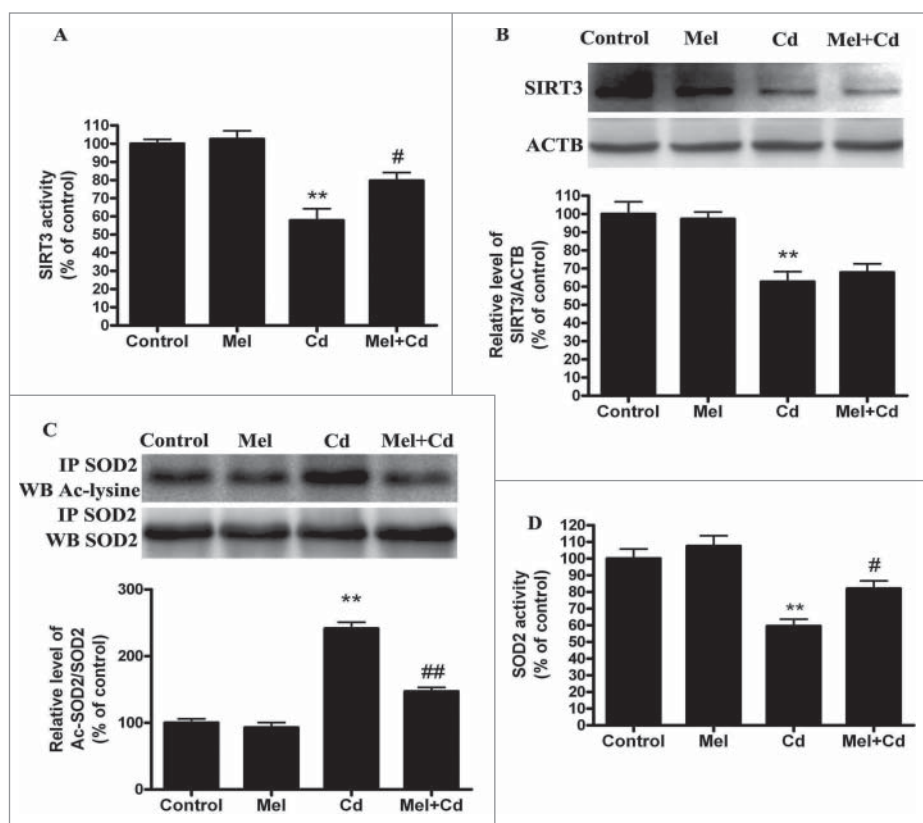 A
SIRT3 activity
(% of control)
110
100
90
80
70
60
50
40
30
20
10
0
**
#
Control Mel Cd Mel+Cd
B
Control Mel Cd Mel+Cd
SIRT3
ACTB
Relative level of
SIRT3/ACTB
(% of control)
110
100
90
80
70
60
50
40
30
20
10
0
**
Control Mel Cd Mel+Cd
C
Control Mel Cd Mel+Cd
IP SOD2
WB Ac-lysine
IP SOD2
WB SOD2
Relative level of
Ac-SOD2/SOD2
(% of control)
300
200
100
0
**
##
Control Mel Cd Mel+Cd
D
SOD2 activity
(% of control)
120
110
100
90
80
70
60
50
40
30
20
10
0
**
#
Control Mel Cd Mel+Cd